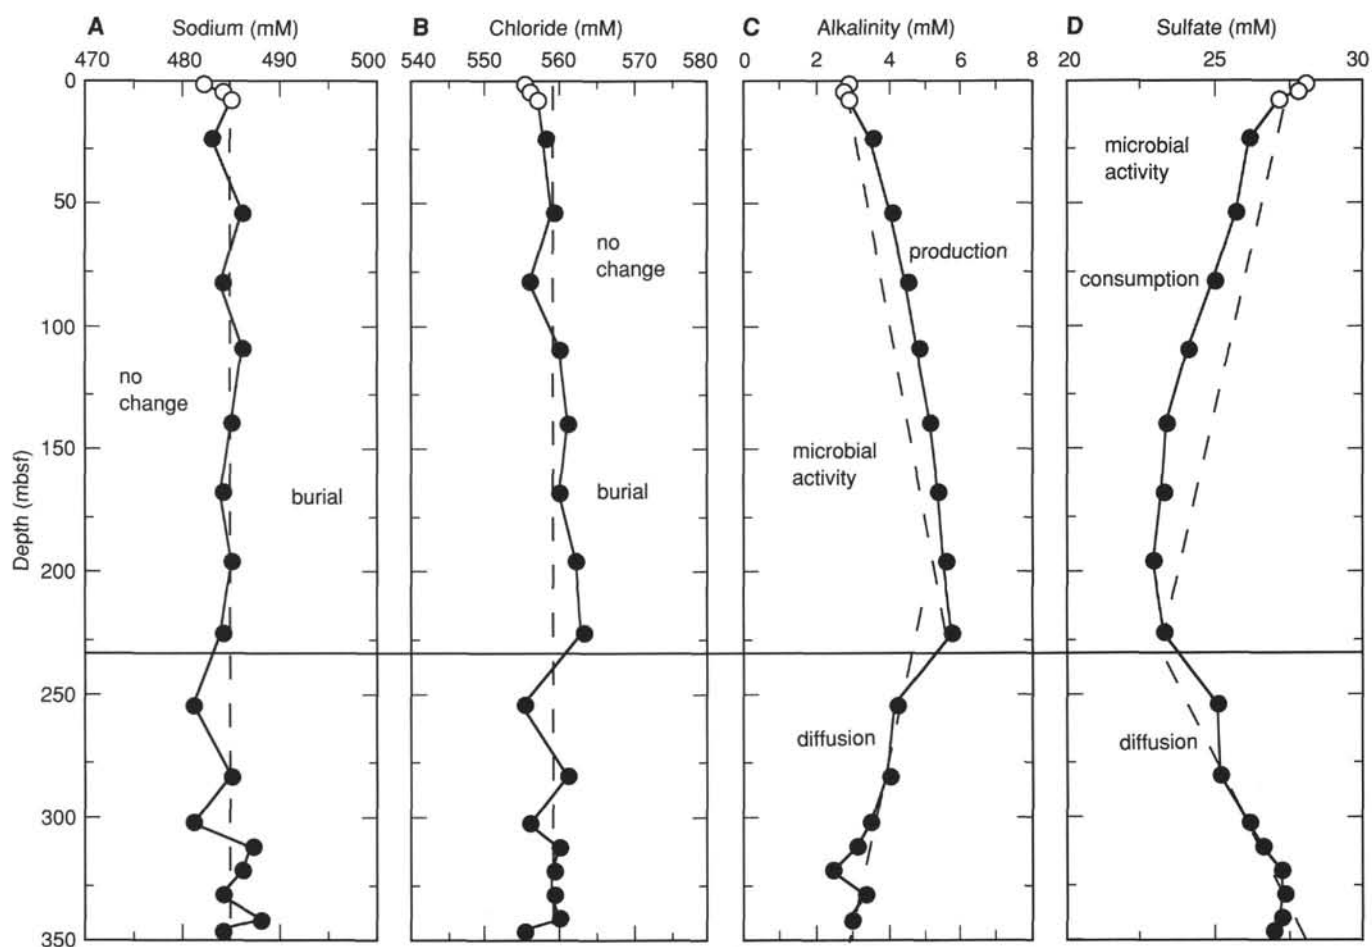 A Sodium (mM)
470 480 490 500
B Chloride (mM)
540 550 560 570 580
C Alkalinity (mM)
0 2 4 6 8
D Sulfate (mM)
20 25 30
Depth (mbsf)
0
50
100
150
200
250
300
350
no
change
burial
no
change
burial
production
microbial
activity
diffusion
microbial
activity
consumption
diffusion